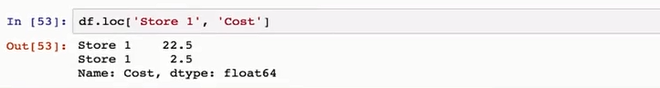 In [53]: df.loc['Store 1', 'Cost']
Out[53]: Store 1    22.5
Store 1     2.5
Name: Cost, dtype: float64